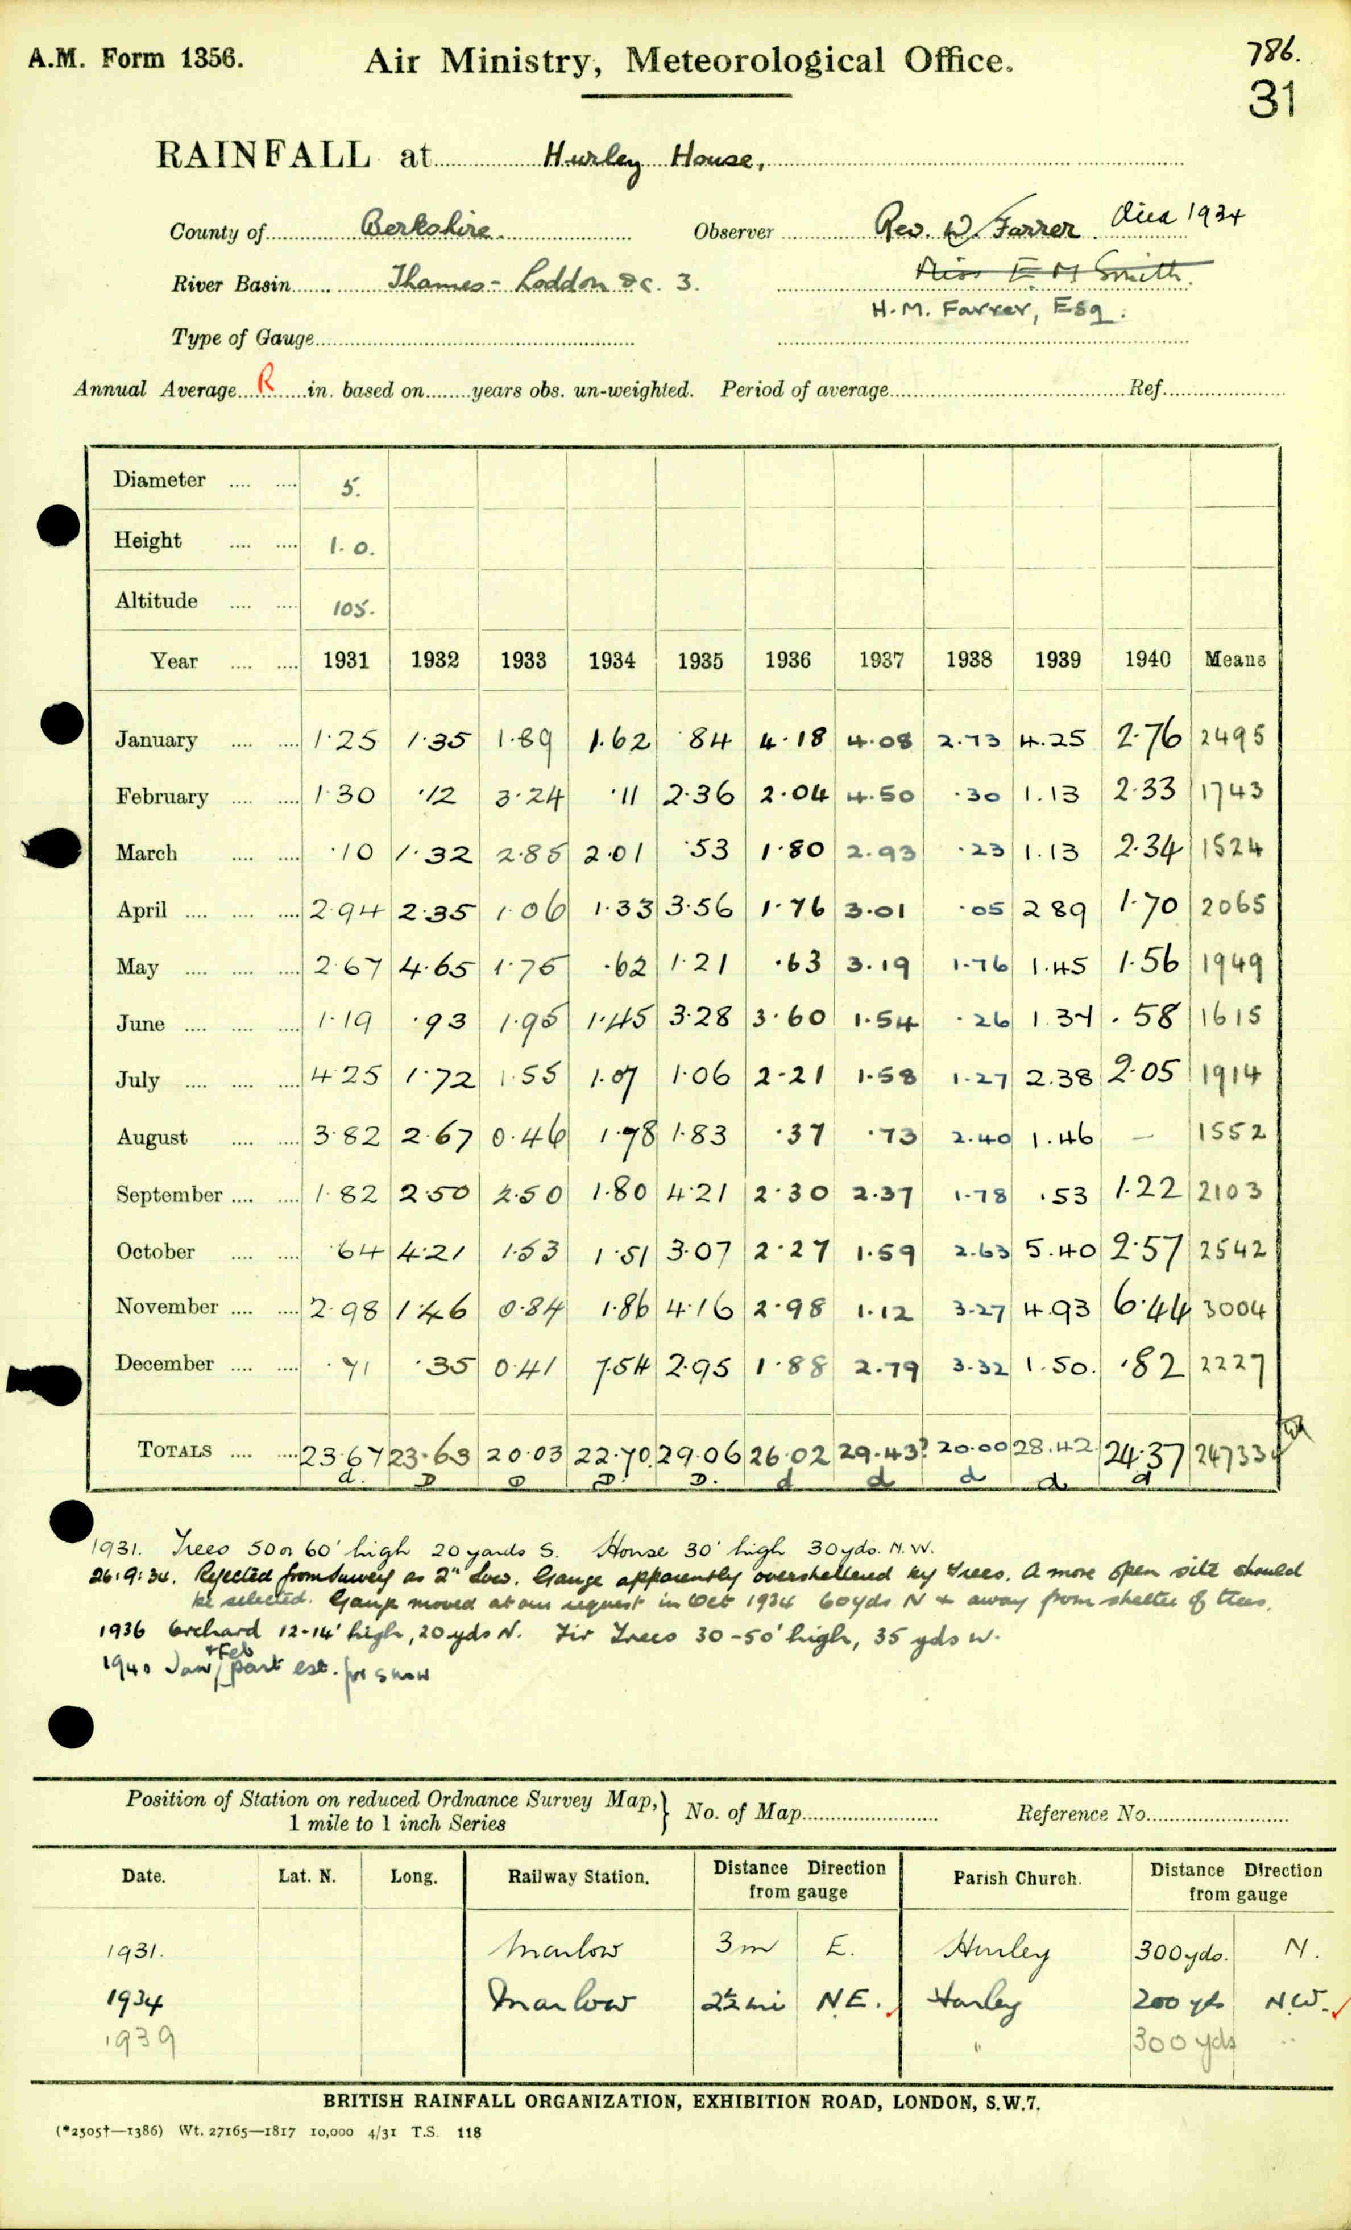 A.M. Form 1356. Air Ministry, Meteorological Office. 786.
31
RAINFALL at Hurley House,
County of Berkshire. Observer Rev. W. Farrer Died 1934
River Basin Thames - Loddon &c. 3. Miss E M Smith.
H. M. Farrer, Esq.
Type of Gauge
Annual Average R in. based on years obs. un-weighted. Period of average Ref.
Diameter 5.
Height 1. 0.
Altitude 105.
Year 1931 1932 1933 1934 1935 1936 1937 1938 1939 1940 Means
January 1.25 1.35 1.89 1.62 .84 4.18 4.08 2.73 4.25 2.76 2495
February 1.30 .12 3.24 .11 2.36 2.04 4.50 .30 1.13 2.33 1743
March .10 1.32 2.85 2.01 .53 1.80 2.93 .23 1.13 2.34 1524
April 2.94 2.35 1.06 1.33 3.56 1.76 3.01 .05 2 89 1.70 2065
May 2.67 4.65 1.75 .62 1.21 .63 3.19 1.76 1.45 1.56 1949
June 1.19 .93 1.95 1.45 3.28 3.60 1.54 .26 1.37 .58 1615
July 4.25 1.72 1.55 1.07 1.06 2.21 1.58 1.27 2.38 2.05 1914
August 3.82 2.67 0.46 1.78 1.83 .37 .73 2.40 1.46 — 1552
September 1.82 2.50 2.50 1.80 4.21 2.30 2.37 1.78 .53 1.22 2103
October .64 4.21 1.53 1.51 3.07 2.27 1.59 2.63 5.40 2.57 2542
November 2.98 1.46 0.84 1.86 4.16 2.98 1.12 3.27 4.93 6.44 3004
December .71 .35 0.41 7.54 2.95 1.88 2.79 3.32 1.50. .82 2227
TOTALS 23.67 23.63 20.03 22.70 29.06 26.02 29.43? 20.00 28.42 24.37 24733
d. D D D. D. d d d d d
1931. Trees 50 or 60' high 20 yards S. House 30' high 30 yds. N.W.
26:9:34. Rejected from Survey as 2" low. Gauge apparently oversheltered by trees. A more open site should
be selected. Gauge moved at our request in Oct 1934 60 yds N & away from shelter of trees.
1936 Orchard 12-14' high, 20 yds N. Fir Trees 30-50' high, 35 yds W.
1940 Jan + Feb part est. for snow
Position of Station on reduced Ordnance Survey Map, 1 mile to 1 inch Series } No. of Map Reference No.
Date. Lat. N. Long. Railway Station. Distance Direction from gauge Parish Church. Distance Direction from gauge
1931. Marlow 3 m E. Hurley 300 yds. N.
1934 Marlow 2½ mi N E. Hurley 200 yds N.W.
1939 " 300 yds "
BRITISH RAINFALL ORGANIZATION, EXHIBITION ROAD, LONDON, S.W.7.
(*2505†—1386) Wt. 27165—1817 10,000 4/31 T.S. 118